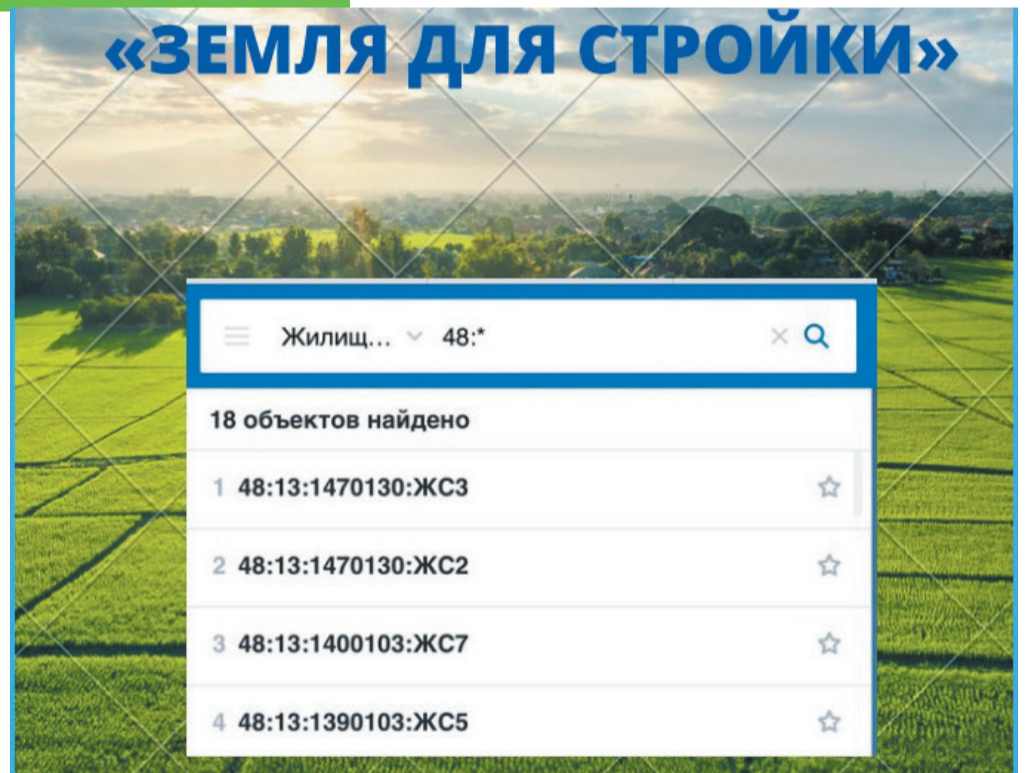 «ЗЕМЛЯ ДЛЯ СТРОЙКИ»
Жилищ... 48:*
18 объектов найдено
1 48:13:1470130:ЖС3
2 48:13:1470130:ЖС2
3 48:13:1400103:ЖС7
4 48:13:1390103:ЖС5